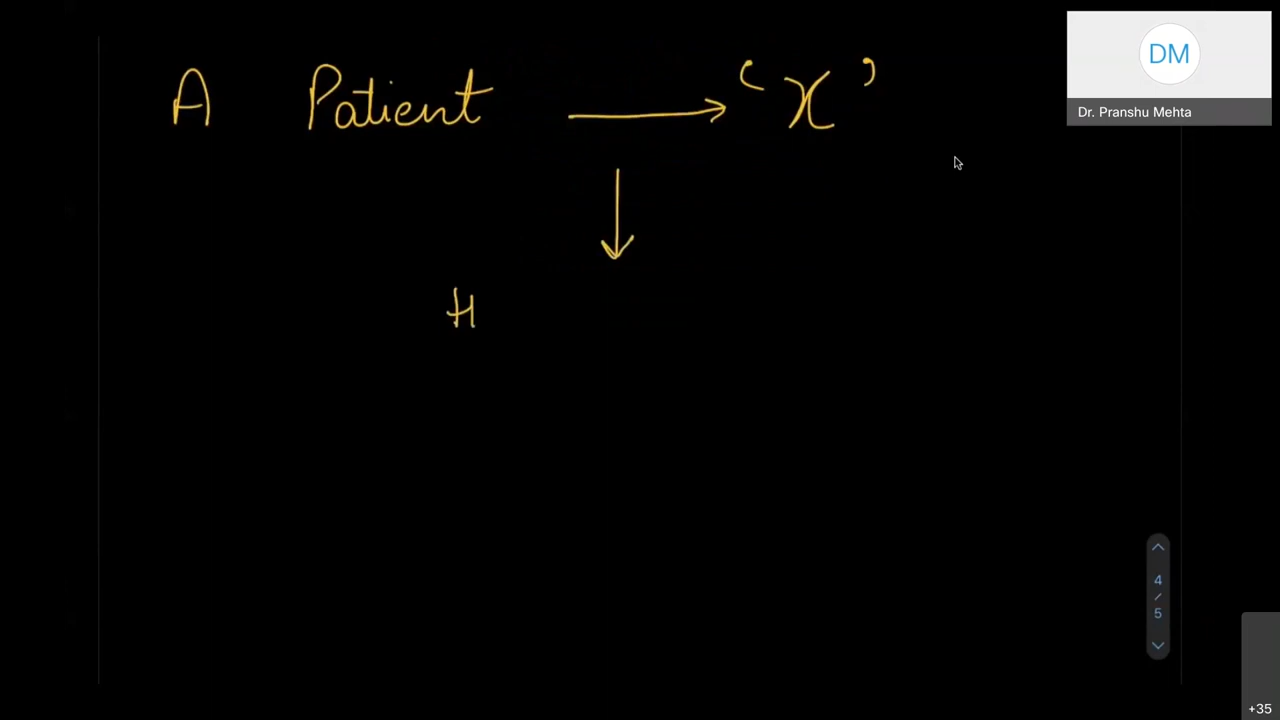 A Patient → ‘X’
↓
H
DM
Dr. Pranshu Mehta
4
/
5
+35